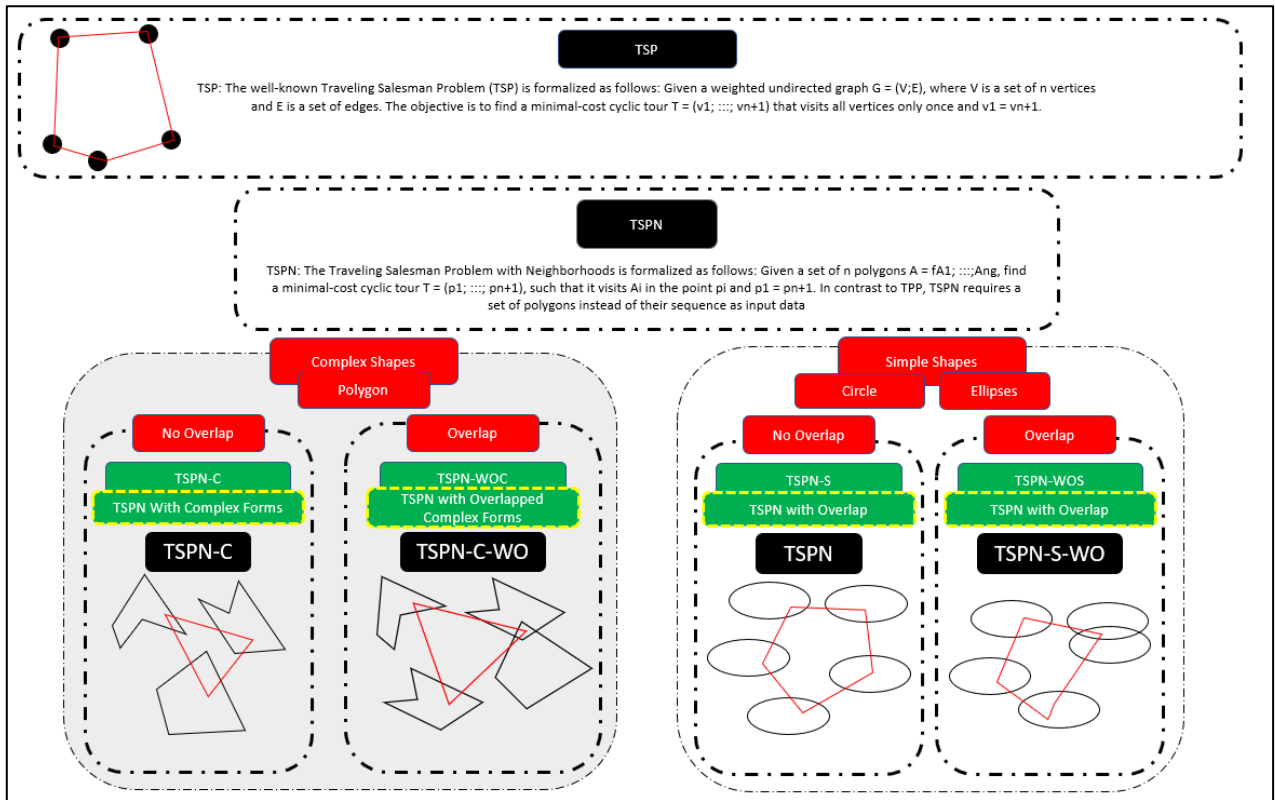 TSP
TSP: The well-known Traveling Salesman Problem (TSP) is formalized as follows: Given a weighted undirected graph G = (V;E), where V is a set of n vertices
and E is a set of edges. The objective is to find a minimal-cost cyclic tour T = (v1; :::; vn+1) that visits all vertices only once and v1 = vn+1.
TSPN
TSPN: The Traveling Salesman Problem with Neighborhoods is formalized as follows: Given a set of n polygons A = fA1; :::;Ang, find
a minimal-cost cyclic tour T = (p1; :::; pn+1), such that it visits Ai in the point pi and p1 = pn+1. In contrast to TPP, TSPN requires a
set of polygons instead of their sequence as input data
Complex Shapes
Polygon
No Overlap
TSPN-C
TSPN With Complex Forms
TSPN-C
Overlap
TSPN-WOC
TSPN with Overlapped
Complex Forms
TSPN-C-WO
Simple Shapes
Circle
Ellipses
No Overlap
TSPN-S
TSPN with Overlap
TSPN
Overlap
TSPN-WOS
TSPN with Overlap
TSPN-S-WO